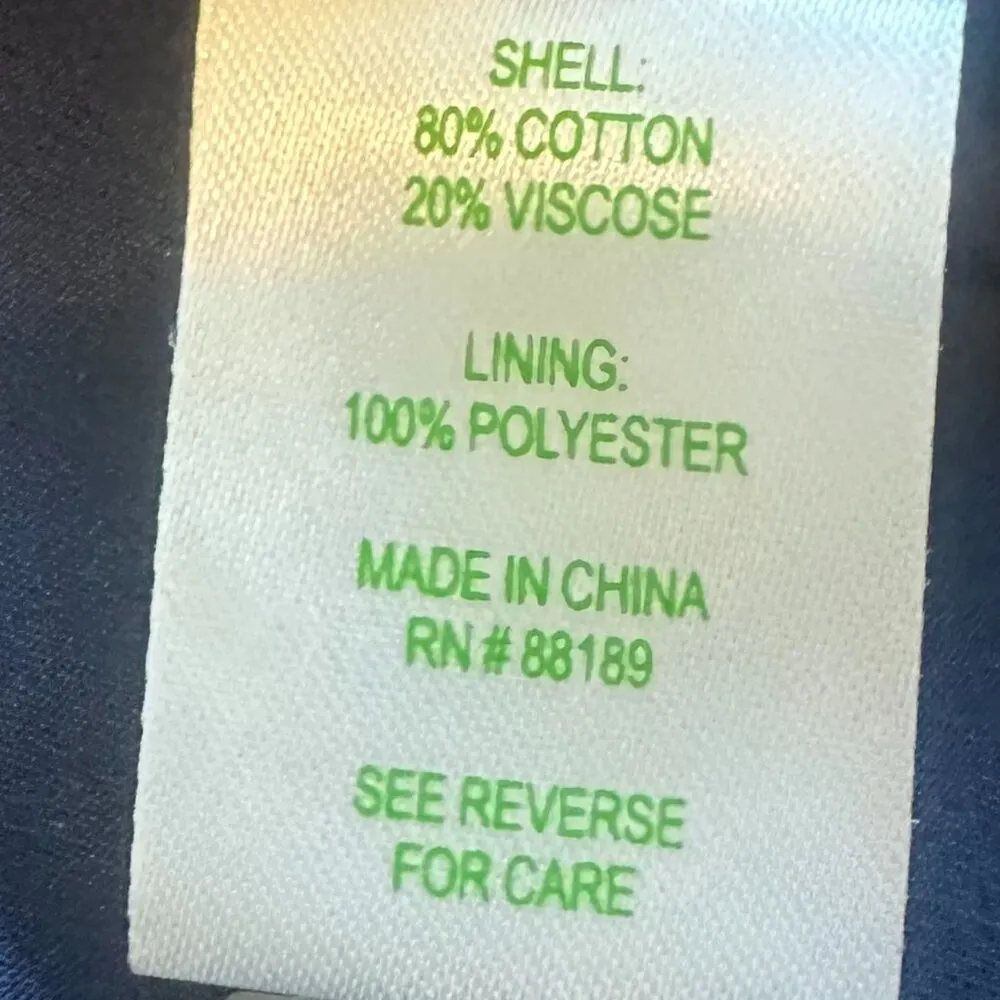 SHELL:
80% COTTON
20% VISCOSE
LINING:
100% POLYESTER
MADE IN CHINA
RN # 88189
SEE REVERSE
FOR CARE